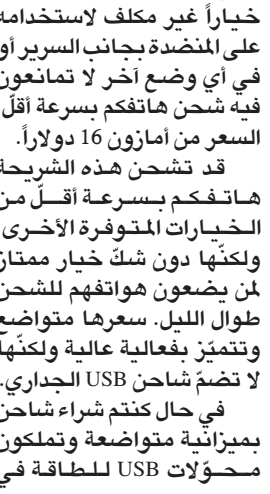 خياراً غير مكلف لاستخدامه
على المنضدة بجانب السرير أو
في أي وضع آخر لا تمانعون
فيه شحن هاتفكم بسرعة أقلّ.
السعر من أمازون 16 دولاراً.
قد تشحن هذه الشريحة
هاتفكم بسرعة أقلّ من
الخيارات المتوفرة الأخرى،
ولكنّها دون شكّ خيار ممتاز
لمن يضعون هواتفهم للشحن
طوال الليل. سعرها متواضع
وتتميّز بفعالية عالية ولكنّها
لا تضمّ شاحن USB الجداري.
في حال كنتم شراء شاحن
بميزانية متواضعة وتملكون
محوّلات USB للطاقة في